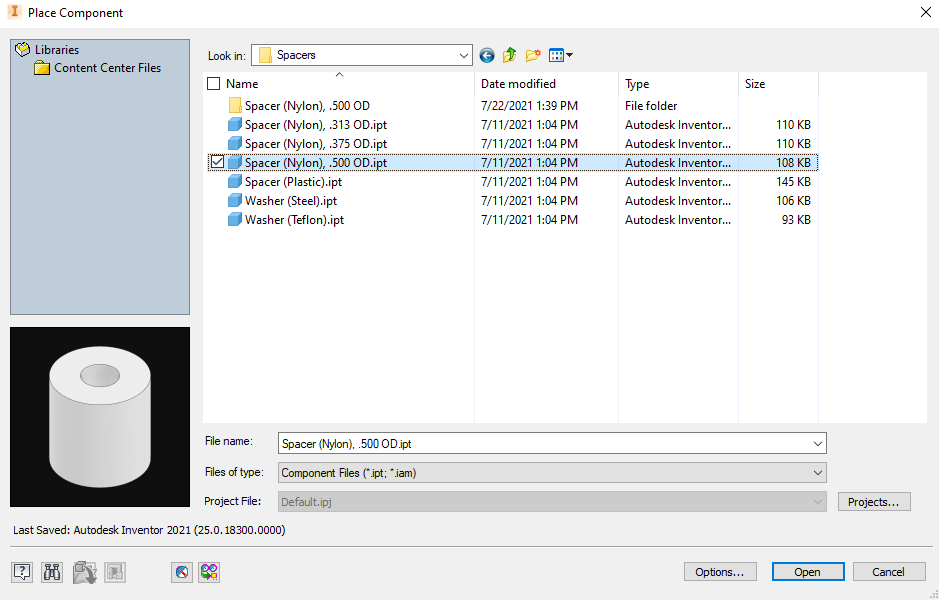 Place Component
Libraries
Content Center Files
Look in: Spacers
Name Date modified Type Size
Spacer (Nylon), .500 OD 7/22/2021 1:39 PM File folder
Spacer (Nylon), .313 OD.ipt 7/11/2021 1:04 PM Autodesk Inventor... 110 KB
Spacer (Nylon), .375 OD.ipt 7/11/2021 1:04 PM Autodesk Inventor... 110 KB
Spacer (Nylon), .500 OD.ipt 7/11/2021 1:04 PM Autodesk Inventor... 108 KB
Spacer (Plastic).ipt 7/11/2021 1:04 PM Autodesk Inventor... 145 KB
Washer (Steel).ipt 7/11/2021 1:04 PM Autodesk Inventor... 106 KB
Washer (Teflon).ipt 7/11/2021 1:04 PM Autodesk Inventor... 93 KB
File name: Spacer (Nylon), .500 OD.ipt
Files of type: Component Files (*.ipt; *.iam)
Project File: Default.ipj Projects...
Last Saved: Autodesk Inventor 2021 (25.0.18300.0000)
Options... Open Cancel